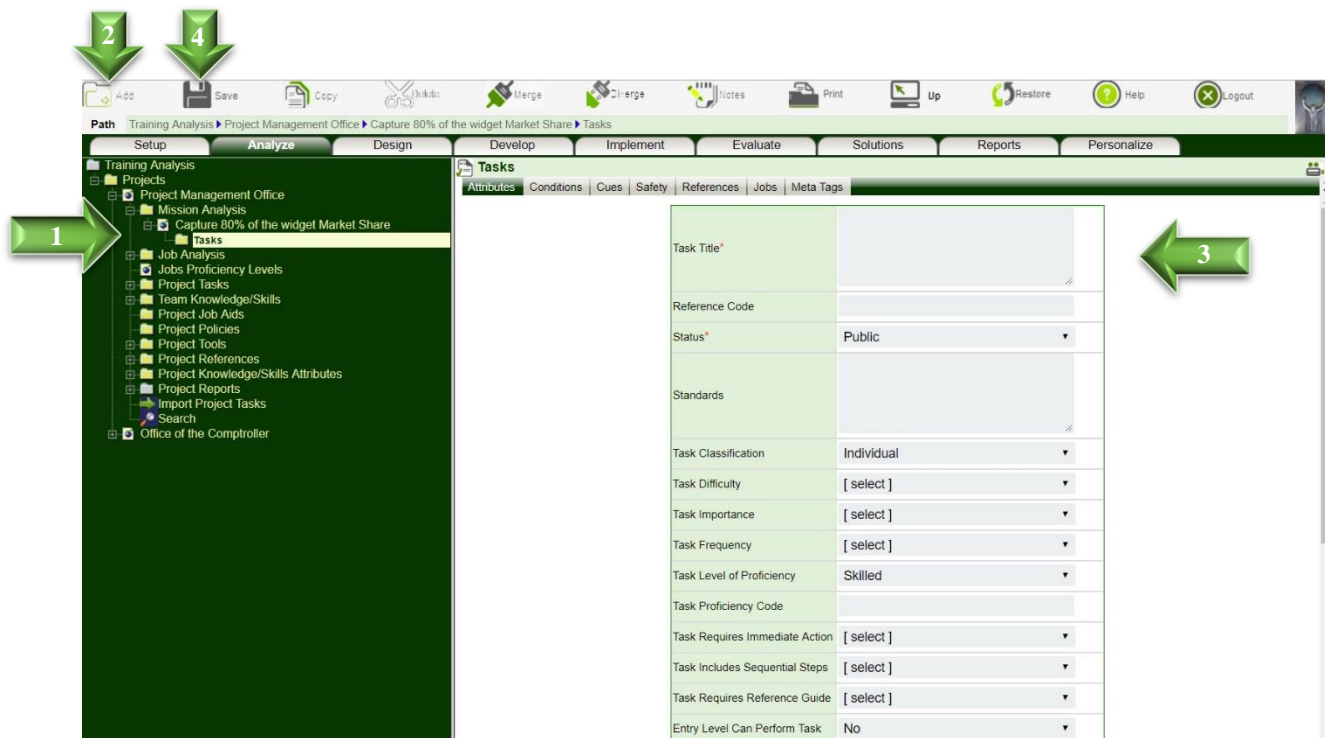 2 4
Add Save Copy Delete Merge Diverge Notes Print Up Restore Help Logout
Path Training Analysis Project Management Office Capture 80% of the widget Market Share Tasks
Setup Analyze Design Develop Implement Evaluate Solutions Reports Personalize
Training Analysis
Projects
Project Management Office
Mission Analysis
Capture 80% of the widget Market Share
Tasks
1
Job Analysis
Jobs Proficiency Levels
Project Tasks
Team Knowledge/Skills
Project Job Aids
Project Policies
Project Tools
Project References
Project Knowledge/Skills Attributes
Project Reports
Import Project Tasks
Search
Office of the Comptroller
Tasks
Attributes Conditions Cues Safety References Jobs Meta Tags
Task Title*
3
Reference Code
Status* Public
Standards
Task Classification Individual
Task Difficulty [ select ]
Task Importance [ select ]
Task Frequency [ select ]
Task Level of Proficiency Skilled
Task Proficiency Code
Task Requires Immediate Action [ select ]
Task Includes Sequential Steps [ select ]
Task Requires Reference Guide [ select ]
Entry Level Can Perform Task No